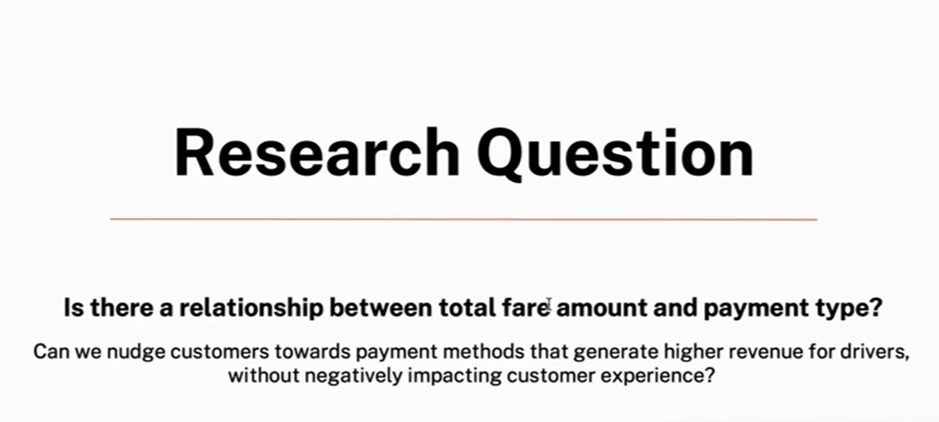 Research Question
Is there a relationship between total fare amount and payment type?
Can we nudge customers towards payment methods that generate higher revenue for drivers,
without negatively impacting customer experience?